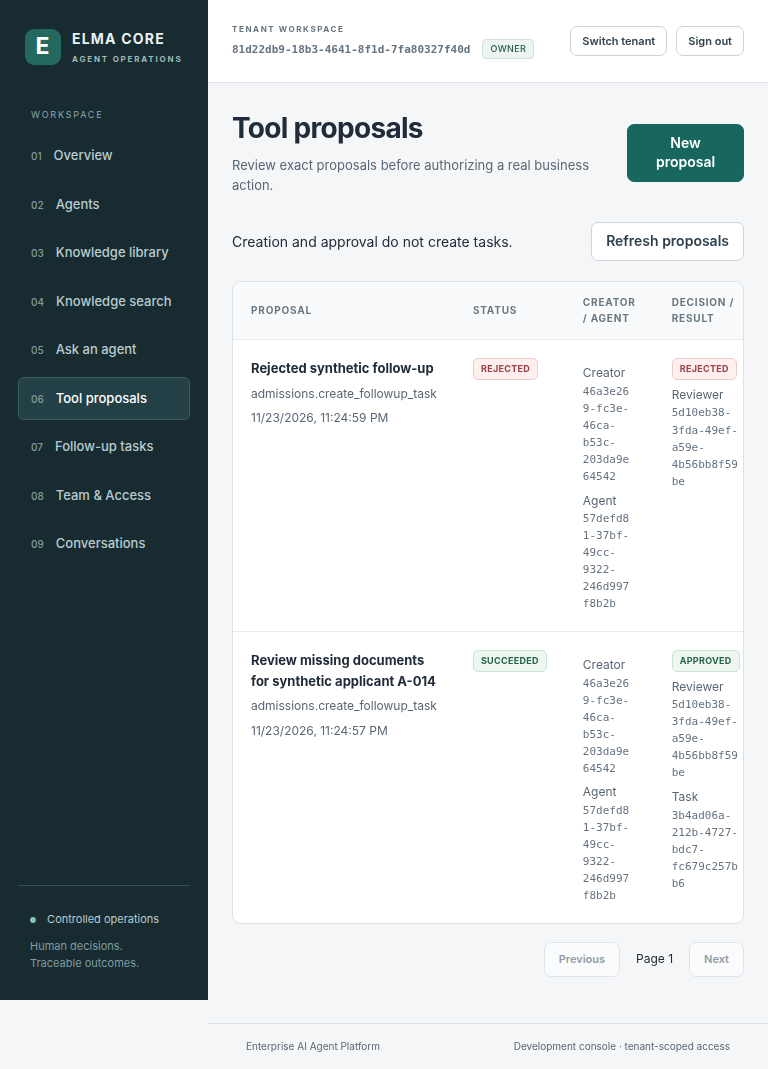 E
ELMA CORE
AGENT OPERATIONS
WORKSPACE
01 Overview
02 Agents
03 Knowledge library
04 Knowledge search
05 Ask an agent
06 Tool proposals
07 Follow-up tasks
08 Team & Access
09 Conversations
Controlled operations
Human decisions.
Traceable outcomes.
TENANT WORKSPACE
81d22db9-18b3-4641-8f1d-7fa80327f40d OWNER
Switch tenant
Sign out
Tool proposals
Review exact proposals before authorizing a real business
action.
New
proposal
Creation and approval do not create tasks.
Refresh proposals
PROPOSAL
STATUS
CREATOR
/ AGENT
DECISION /
RESULT
Rejected synthetic follow-up
admissions.create_followup_task
11/23/2026, 11:24:59 PM
REJECTED
Creator
46a3e26
9-fc3e-
46ca-
b53c-
203da9e
64542
Agent
57defd8
1-37bf-
49cc-
9322-
246d997
f8b2b
REJECTED
Reviewer
5d10eb38-
3fda-49ef-
a59e-
4b56bb8f59
be
Review missing documents
for synthetic applicant A-014
admissions.create_followup_task
11/23/2026, 11:24:57 PM
SUCCEEDED
Creator
46a3e26
9-fc3e-
46ca-
b53c-
203da9e
64542
Agent
57defd8
1-37bf-
49cc-
9322-
246d997
f8b2b
APPROVED
Reviewer
5d10eb38-
3fda-49ef-
a59e-
4b56bb8f59
be
Task
3b4ad06a-
212b-4727-
bdc7-
fc679c257b
b6
Previous
Page 1
Next
Enterprise AI Agent Platform
Development console · tenant-scoped access